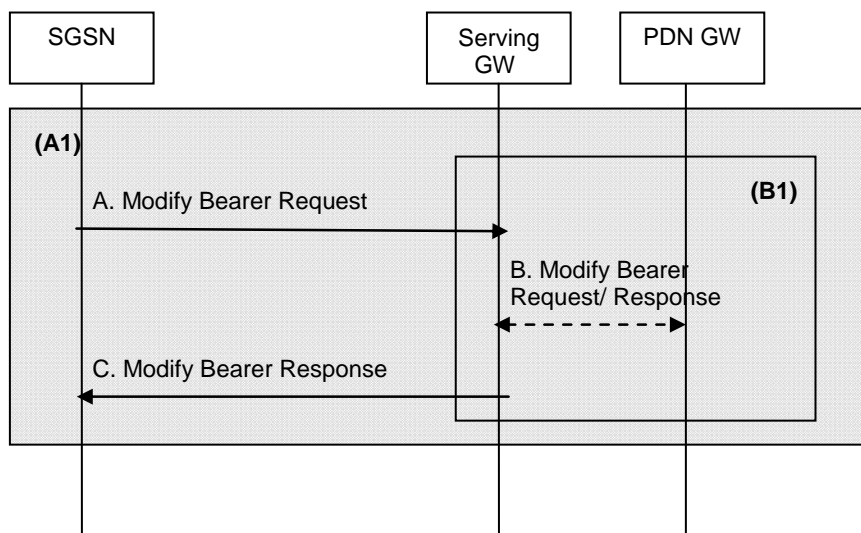 SGSN
Serving
GW
PDN GW
(A1)
(B1)
A. Modify Bearer Request
B. Modify Bearer
Request/ Response
C. Modify Bearer Response